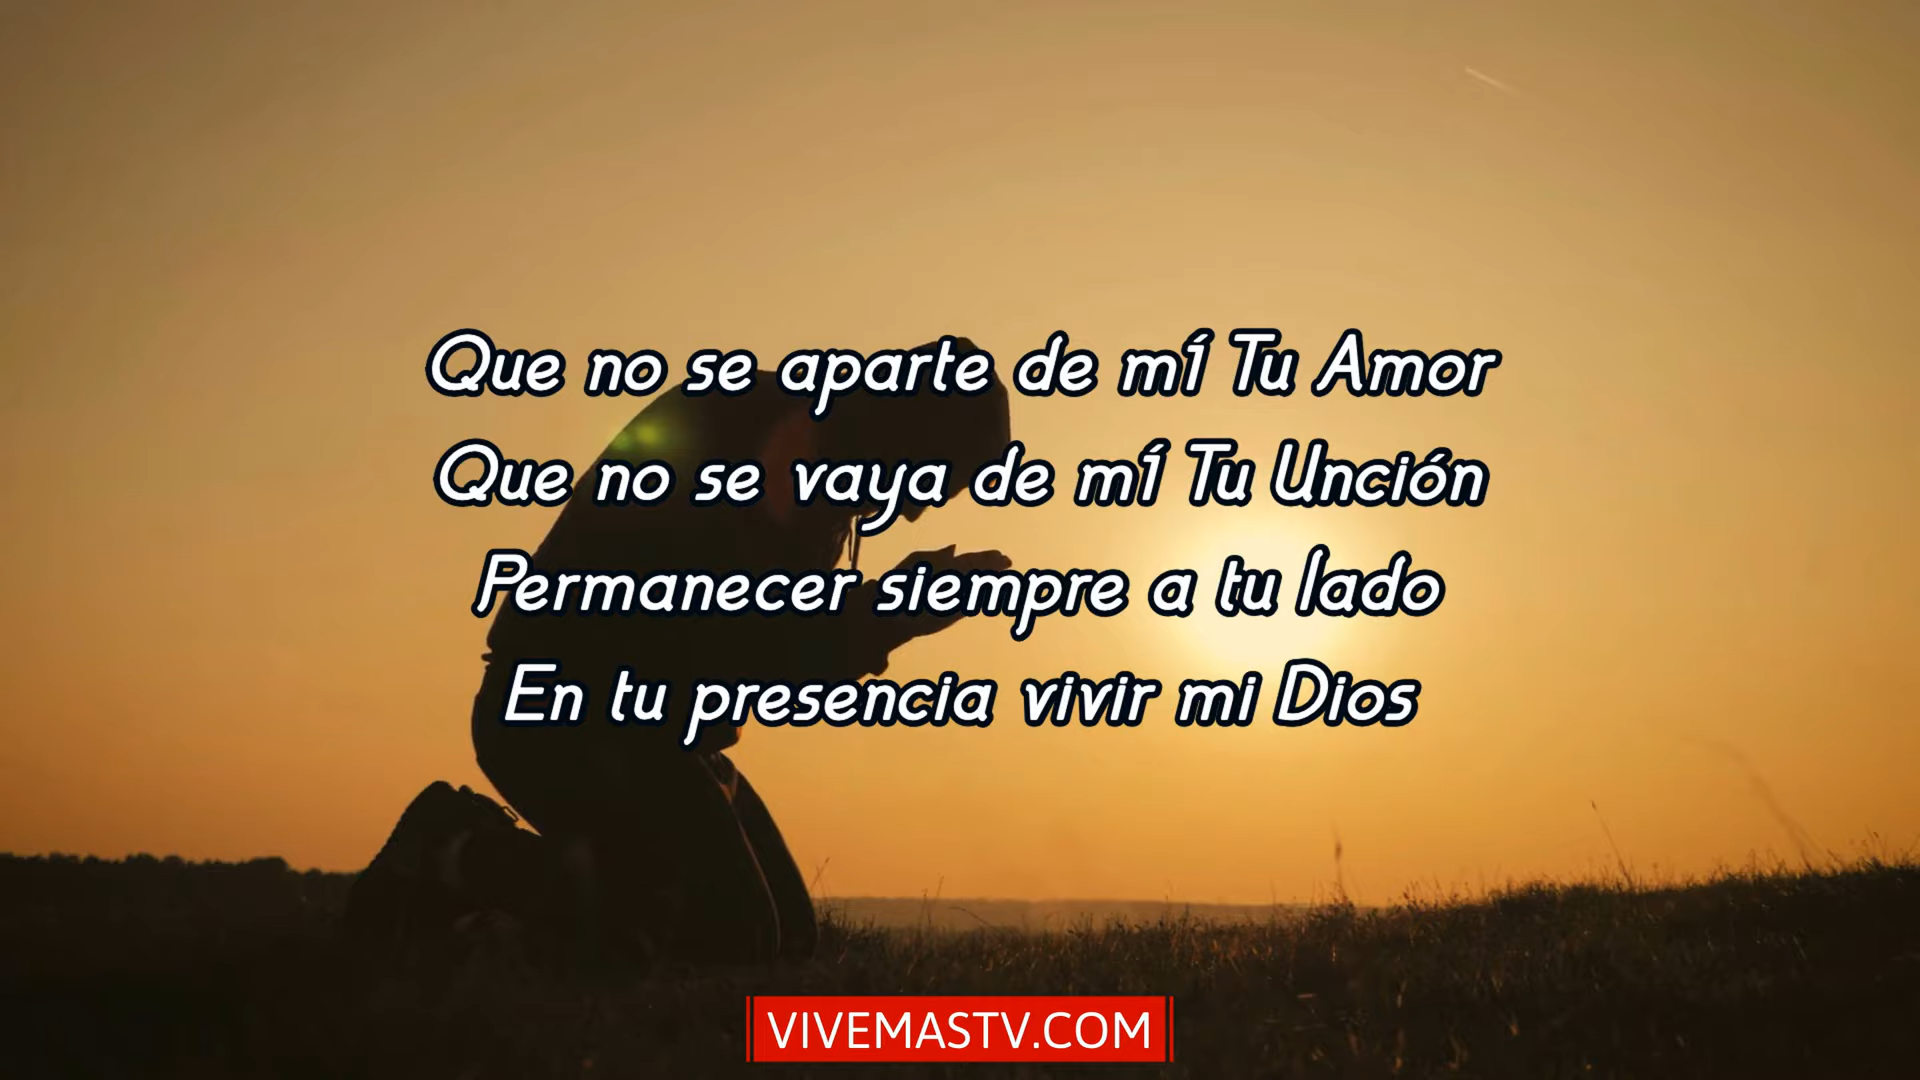 Que no se aparte de mí Tu Amor
Que no se vaya de mí Tu Unción
Permanecer siempre a tu lado
En tu presencia vivir mi Dios
VIVEMASTV.COM